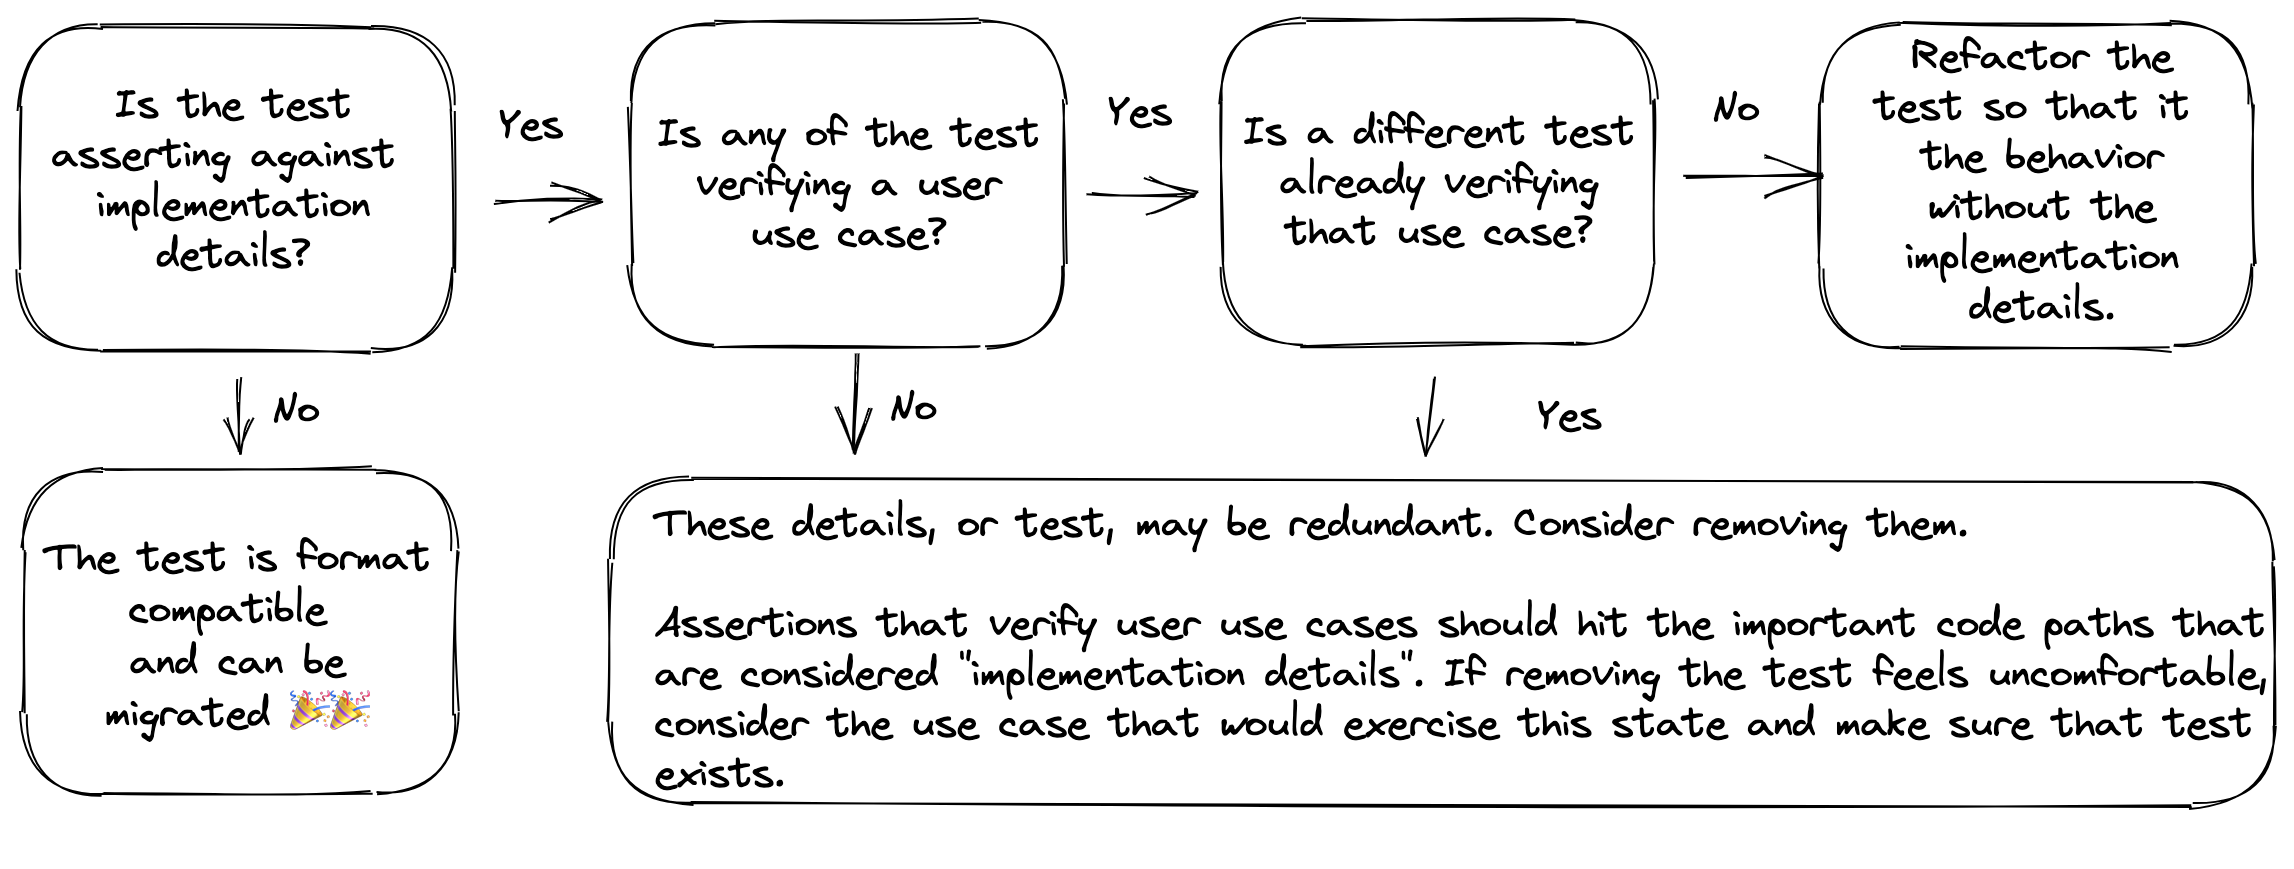 Is the test
asserting against
implementation
details?
Yes
Is any of the test
verifying a user
use case?
Yes
Is a different test
already verifying
that use case?
No
Refactor the
test so that it
the behavior
without the
implementation
details.
No
No
Yes
The test is format
compatible
and can be
migrated 🎉🎉
These details, or test, may be redundant. Consider removing them.
Assertions that verify user use cases should hit the important code paths that
are considered "implementation details". If removing the test feels uncomfortable,
consider the use case that would exercise this state and make sure that test
exists.